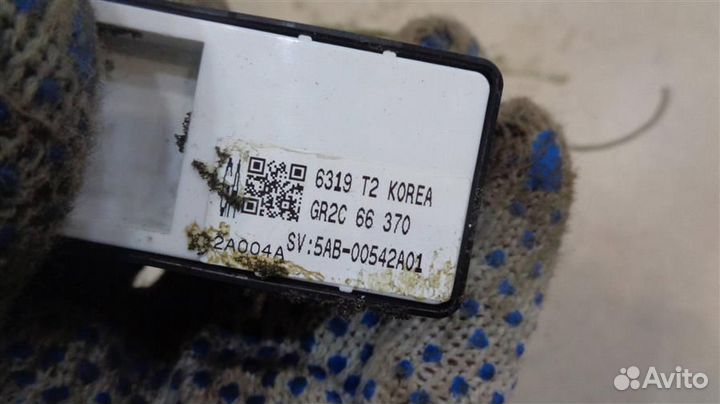 6319 T2 KOREA
GR2C 66 370
2A004A SV:5AB-00542A01
Avito